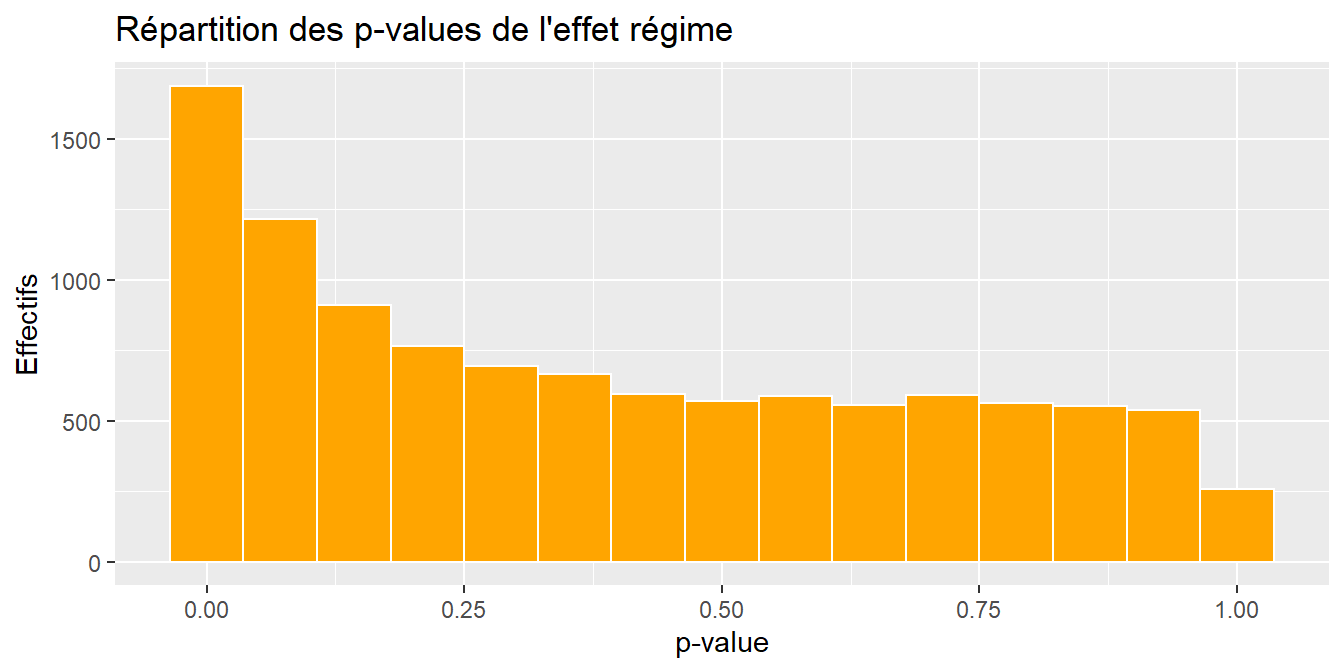 Répartition des p-values de l'effet régime
Effectifs
1500
1000
500
0
0.00 0.25 0.50 0.75 1.00
p-value